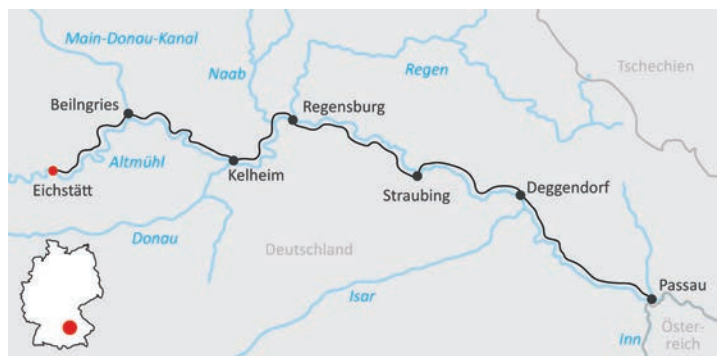 Main-Donau-Kanal
Naab
Regen
Tschechien
Beilngries
Regensburg
Altmühl
Eichstätt
Kelheim
Straubing
Deggendorf
Donau
Deutschland
Isar
Passau
Inn
Öster-
reich